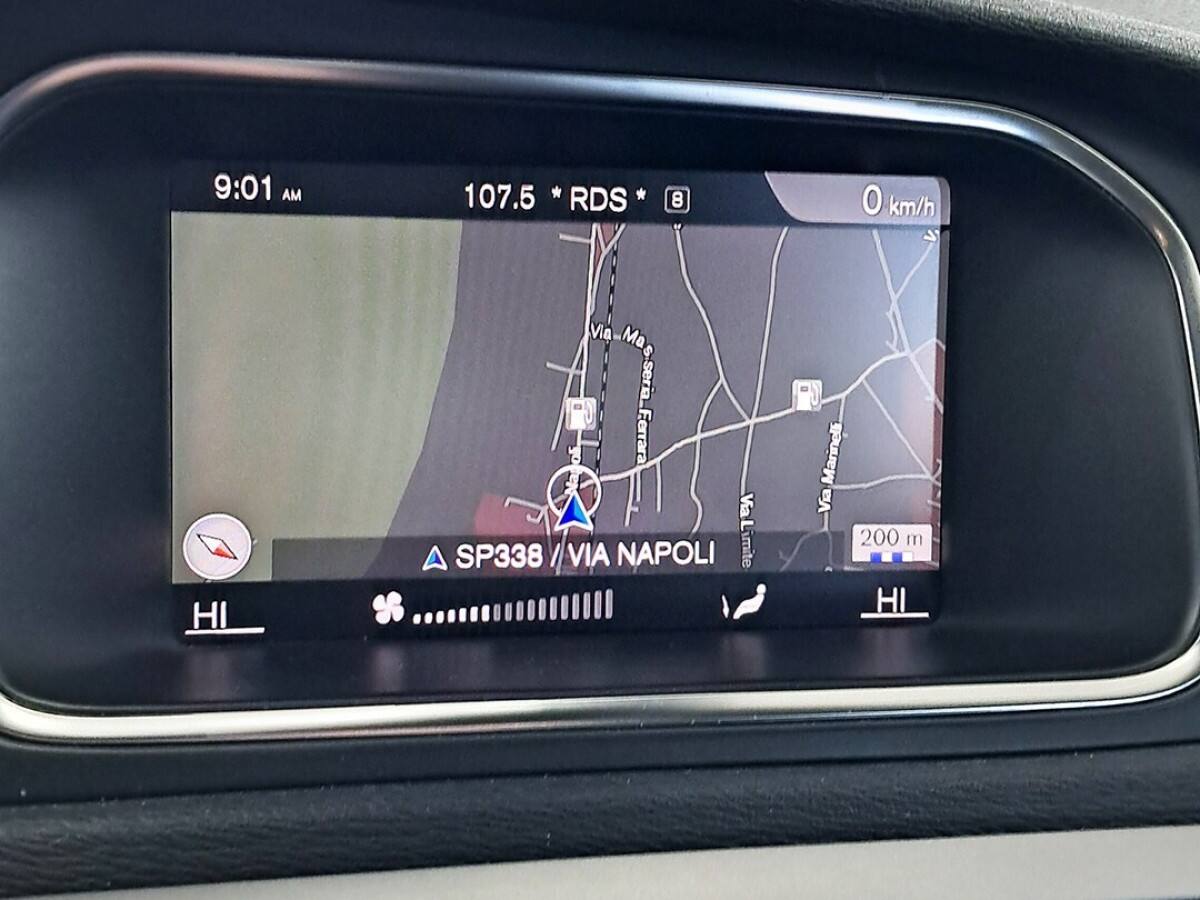 9:01 AM
107.5 * RDS * 8
0 km/h
Via Masseria Ferrara
Via Marinelli
Via Limite
200 m
SP338 / VIA NAPOLI
HI
HI